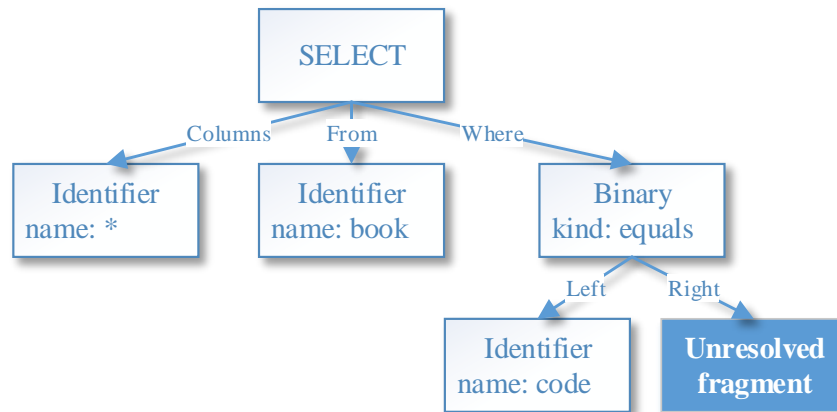 SELECT
Columns
From
Where
Identifier
name: *
Identifier
name: book
Binary
kind: equals
Left
Right
Identifier
name: code
Unresolved
fragment